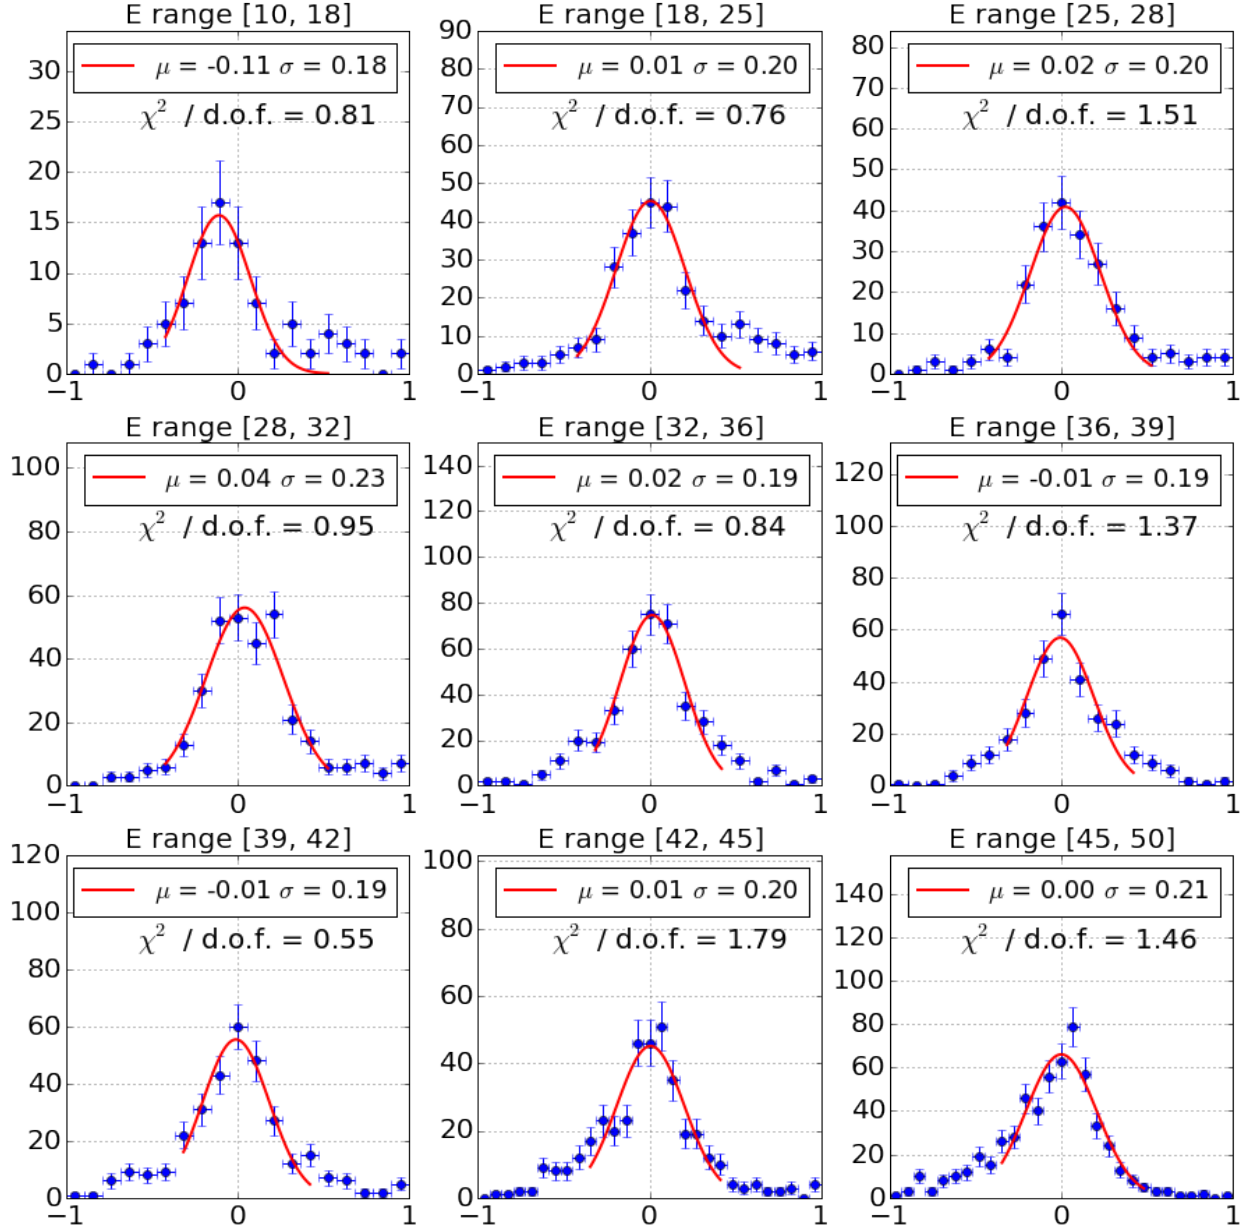 E range [10, 18]
μ = -0.11 σ = 0.18
χ² / d.o.f. = 0.81
35
30
25
20
15
10
5
0
−1 0 1
E range [18, 25]
μ = 0.01 σ = 0.20
χ² / d.o.f. = 0.76
90
80
70
60
50
40
30
20
10
0
−1 0 1
E range [25, 28]
μ = 0.02 σ = 0.20
χ² / d.o.f. = 1.51
80
70
60
50
40
30
20
10
0
−1 0 1
E range [28, 32]
μ = 0.04 σ = 0.23
χ² / d.o.f. = 0.95
100
80
60
40
20
0
−1 0 1
E range [32, 36]
μ = 0.02 σ = 0.19
χ² / d.o.f. = 0.84
140
120
100
80
60
40
20
0
−1 0 1
E range [36, 39]
μ = -0.01 σ = 0.19
χ² / d.o.f. = 1.37
120
100
80
60
40
20
0
−1 0 1
E range [39, 42]
μ = -0.01 σ = 0.19
χ² / d.o.f. = 0.55
120
100
80
60
40
20
0
−1 0 1
E range [42, 45]
μ = 0.01 σ = 0.20
χ² / d.o.f. = 1.79
100
80
60
40
20
0
−1 0 1
E range [45, 50]
μ = 0.00 σ = 0.21
χ² / d.o.f. = 1.46
140
120
100
80
60
40
20
0
−1 0 1